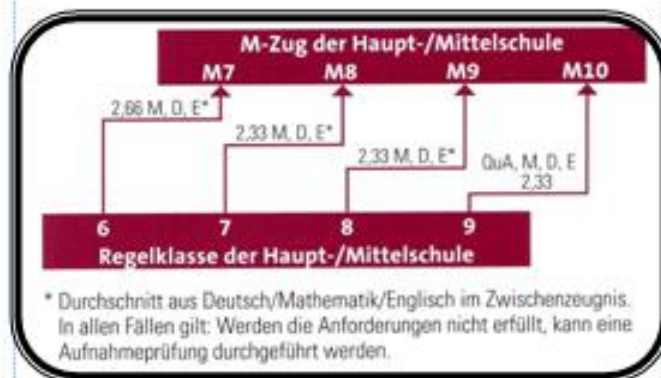 M-Zug der Haupt-/Mittelschule
M7 M8 M9 M10
2,66 M, D, E*
2,33 M, D, E*
2,33 M, D, E*
QuA, M, D, E
2,33
6 7 8 9
Regelklasse der Haupt-/Mittelschule
* Durchschnitt aus Deutsch/Mathematik/Englisch im Zwischenzeugnis.
In allen Fällen gilt: Werden die Anforderungen nicht erfüllt, kann eine
Aufnahmeprüfung durchgeführt werden.